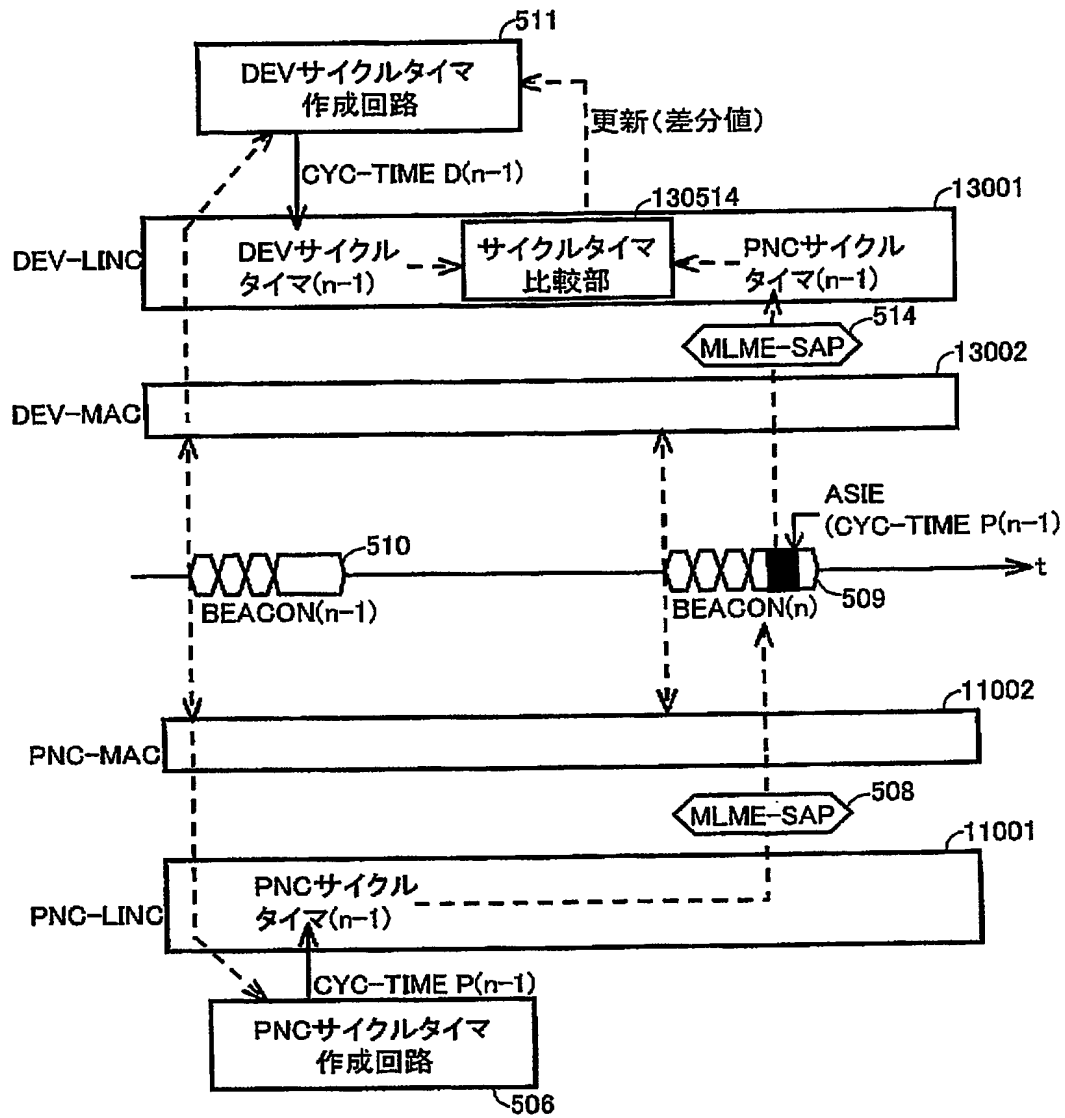 511
DEVサイクルタイマ
作成回路
更新(差分値)
CYC-TIME D(n-1)
130514
13001
DEV-LINC
DEVサイクル
タイマ(n-1)
サイクルタイマ
比較部
PNCサイクル
タイマ(n-1)
MLME-SAP
514
13002
DEV-MAC
ASIE
(CYC-TIME P(n-1)
510
t
BEACON(n-1)
BEACON(n)
509
11002
PNC-MAC
MLME-SAP
508
11001
PNC-LINC
PNCサイクル
タイマ(n-1)
CYC-TIME P(n-1)
PNCサイクルタイマ
作成回路
506